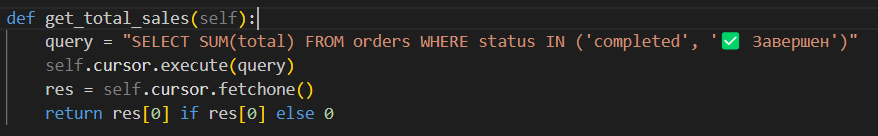 def get_total_sales(self):
    query = "SELECT SUM(total) FROM orders WHERE status IN ('completed', '✅ Завершен')"
    self.cursor.execute(query)
    res = self.cursor.fetchone()
    return res[0] if res[0] else 0